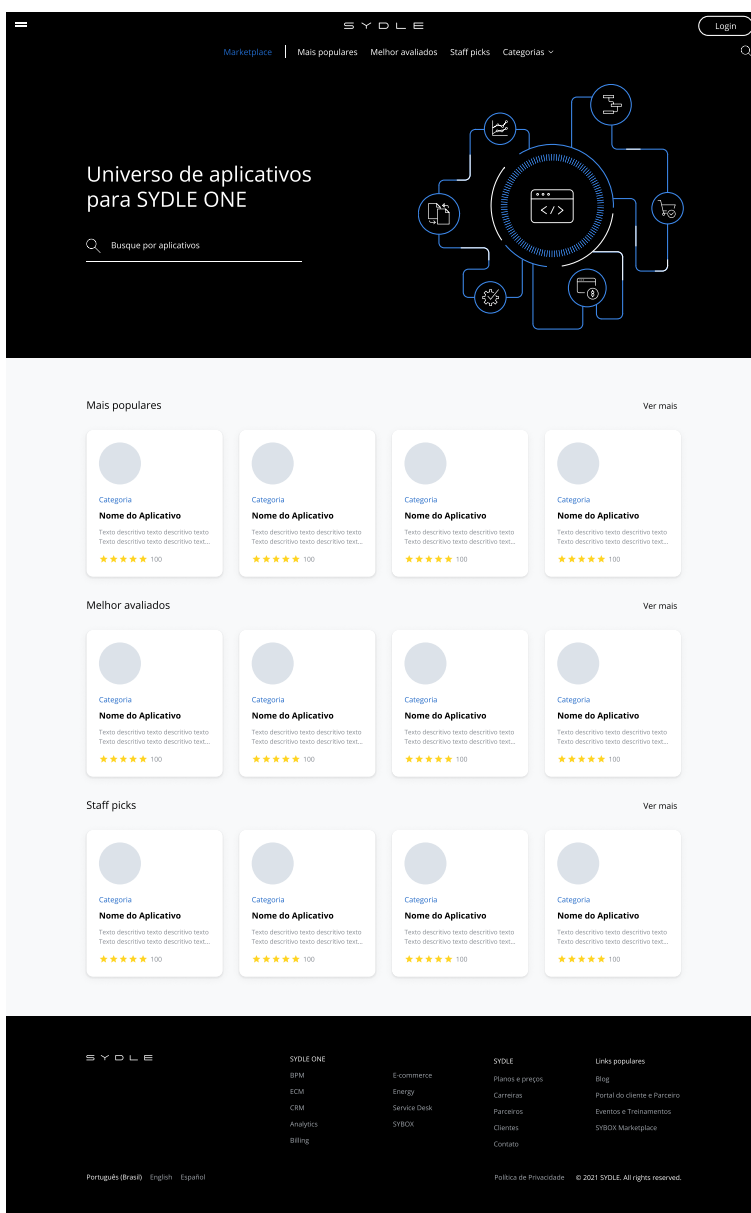 SYDLE
Login
Marketplace Mais populares Melhor avaliados Staff picks Categorias
Universo de aplicativos
para SYDLE ONE
</>
Busque por aplicativos
Mais populares Ver mais
Categoria Categoria Categoria Categoria
Nome do Aplicativo Nome do Aplicativo Nome do Aplicativo Nome do Aplicativo
Texto descritivo texto descritivo texto Texto descritivo texto descritivo texto Texto descritivo texto descritivo texto Texto descritivo texto descritivo texto
Texto descritivo texto descritivo text... Texto descritivo texto descritivo text... Texto descritivo texto descritivo text... Texto descritivo texto descritivo text...
100 100 100 100
Melhor avaliados Ver mais
Categoria Categoria Categoria Categoria
Nome do Aplicativo Nome do Aplicativo Nome do Aplicativo Nome do Aplicativo
Texto descritivo texto descritivo texto Texto descritivo texto descritivo texto Texto descritivo texto descritivo texto Texto descritivo texto descritivo texto
Texto descritivo texto descritivo text... Texto descritivo texto descritivo text... Texto descritivo texto descritivo text... Texto descritivo texto descritivo text...
100 100 100 100
Staff picks Ver mais
Categoria Categoria Categoria Categoria
Nome do Aplicativo Nome do Aplicativo Nome do Aplicativo Nome do Aplicativo
Texto descritivo texto descritivo texto Texto descritivo texto descritivo texto Texto descritivo texto descritivo texto Texto descritivo texto descritivo texto
Texto descritivo texto descritivo text... Texto descritivo texto descritivo text... Texto descritivo texto descritivo text... Texto descritivo texto descritivo text...
100 100 100 100
SYDLE
SYDLE ONE
BPM
ECM
CRM
Analytics
Billing
E-commerce
Energy
Service Desk
SYBOX
SYDLE
Planos e preços
Carreiras
Parceiros
Clientes
Contato
Links populares
Blog
Portal do cliente e Parceiro
Eventos e Treinamentos
SYBOX Marketplace
Português (Brasil) English Español
Política de Privacidade © 2021 SYDLE. All rights reserved.